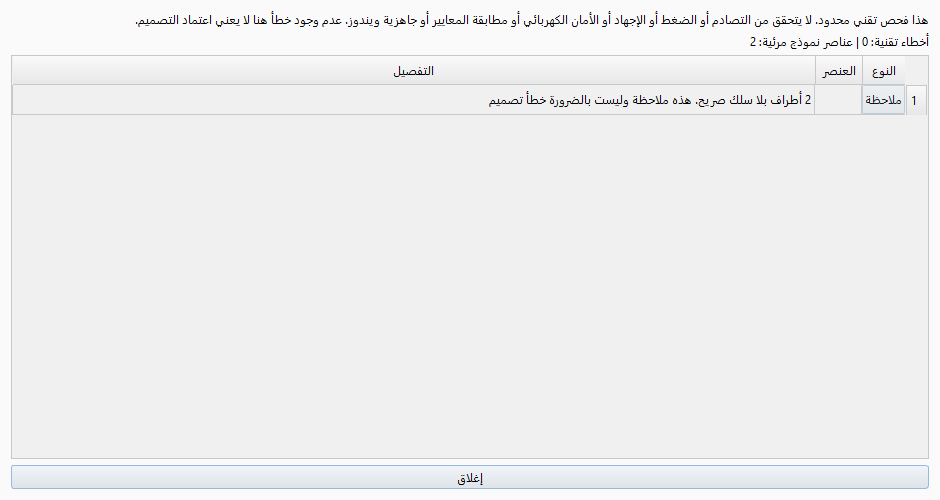 هذا فحص تقني محدود. لا يتحقق من التصادم أو الضغط أو الإجهاد أو الأمان الكهربائي أو مطابقة المعايير أو جاهزية ويندوز. عدم وجود خطأ هنا لا يعني اعتماد التصميم.
أخطاء تقنية: 0 | عناصر نموذج مرئية: 2
النوع العنصر التفصيل
1 ملاحظة 2 أطراف بلا سلك صريح. هذه ملاحظة وليست بالضرورة خطأ تصميم
إغلاق